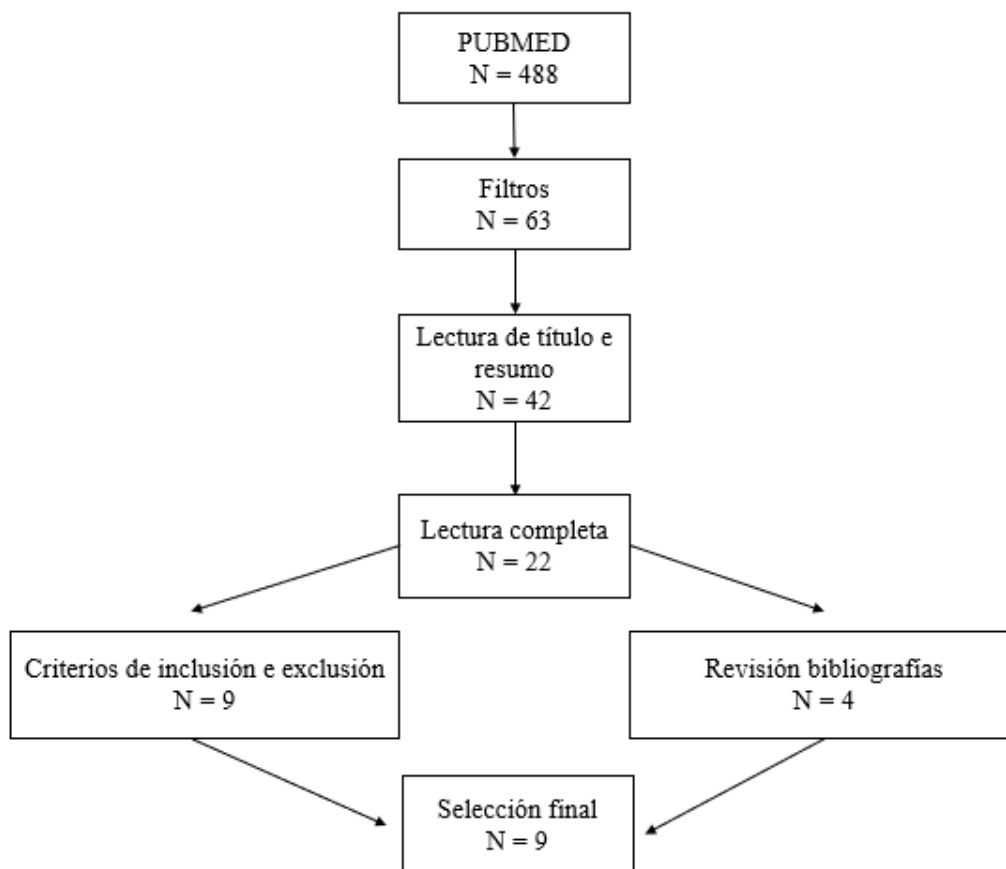 PUBMED
N = 488
Filtros
N = 63
Lectura de título e
resumo
N = 42
Lectura completa
N = 22
Criterios de inclusión e exclusión
N = 9
Revisión bibliografías
N = 4
Selección final
N = 9